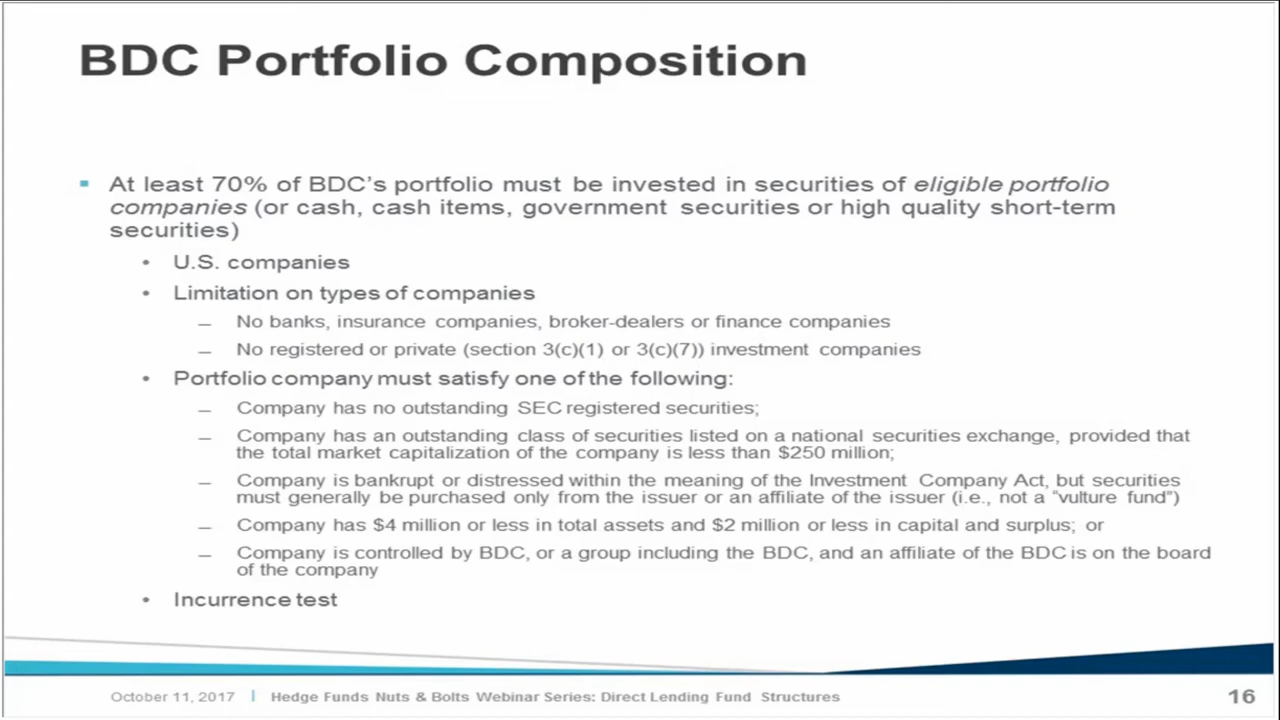 BDC Portfolio Composition
At least 70% of BDC's portfolio must be invested in securities of eligible portfolio
companies (or cash, cash items, government securities or high quality short-term
securities)
U.S. companies
Limitation on types of companies
No banks, insurance companies, broker-dealers or finance companies
No registered or private (section 3(c)(1) or 3(c)(7)) investment companies
Portfolio company must satisfy one of the following:
Company has no outstanding SEC registered securities;
Company has an outstanding class of securities listed on a national securities exchange, provided that
the total market capitalization of the company is less than $250 million;
Company is bankrupt or distressed within the meaning of the Investment Company Act, but securities
must generally be purchased only from the issuer or an affiliate of the issuer (i.e., not a "vulture fund")
Company has $4 million or less in total assets and $2 million or less in capital and surplus; or
Company is controlled by BDC, or a group including the BDC, and an affiliate of the BDC is on the board
of the company
Incurrence test
October 11, 2017 | Hedge Funds Nuts & Bolts Webinar Series: Direct Lending Fund Structures
16